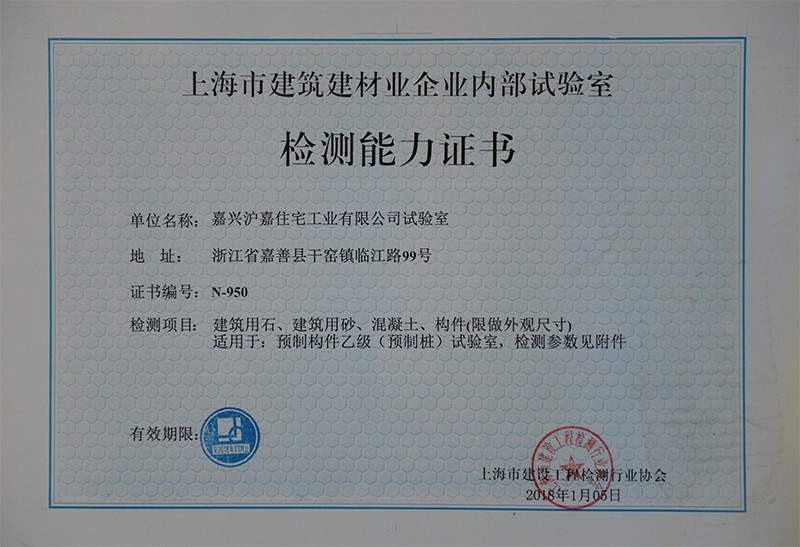 上海市建筑建材业企业内部试验室
检测能力证书
单位名称：嘉兴沪嘉住宅工业有限公司试验室
地 址：浙江省嘉善县干窑镇临江路99号
证书编号：N-950
检测项目：建筑用石、建筑用砂、混凝土、构件(限做外观尺寸)
适用于：预制构件乙级（预制桩）试验室，检测参数见附件
有效期限：
上海市建设工程检测行业协会
2018年1月05日